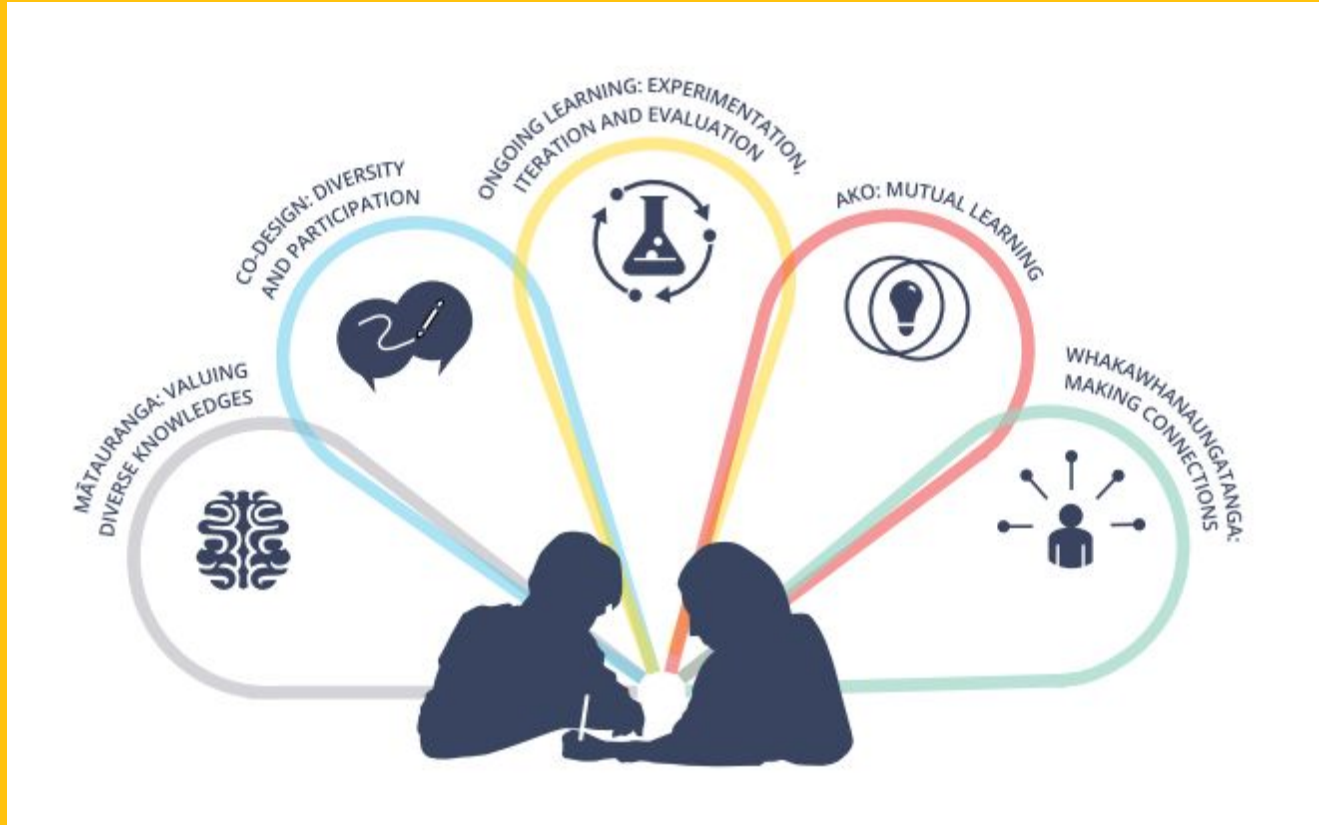 MĀTAURANGA: VALUING
DIVERSE KNOWLEDGES
CO-DESIGN: DIVERSITY
AND PARTICIPATION
ONGOING LEARNING: EXPERIMENTATION,
ITERATION AND EVALUATION
AKO: MUTUAL LEARNING
WHAKAWHANAUNGATANGA:
MAKING CONNECTIONS